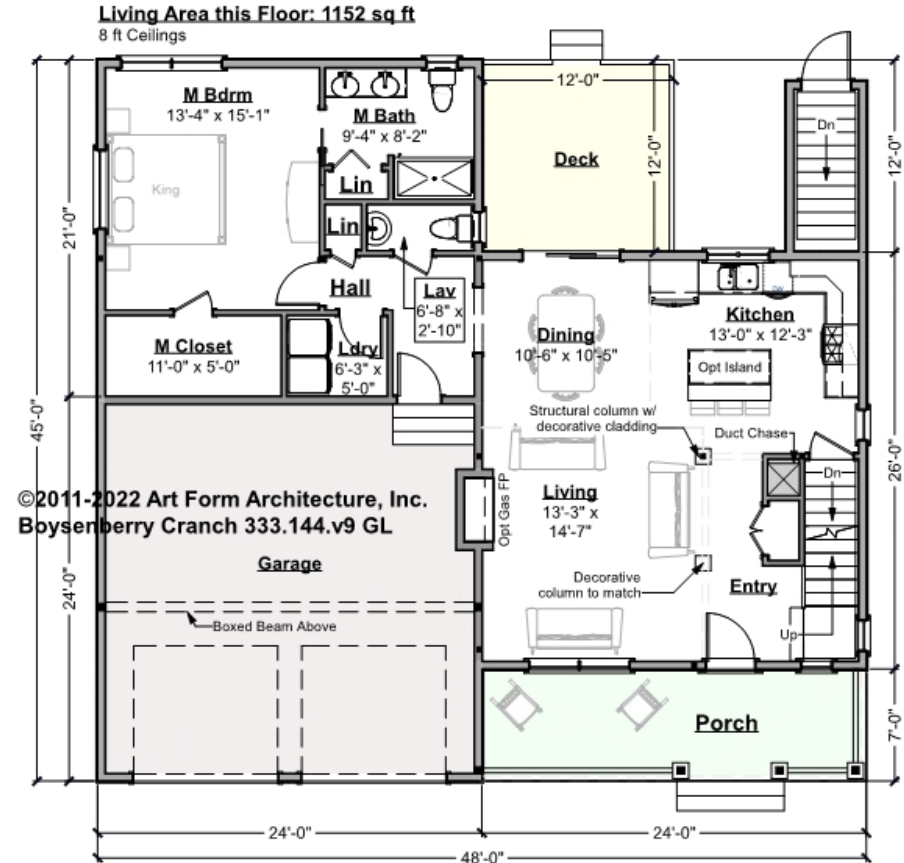 Living Area this Floor: 1152 sq ft
8 ft Ceilings
M Bdrm
13'-4" x 15'-1"
King
M Bath
9'-4" x 8'-2"
Lin
Lin
12'-0"
12'-0"
Deck
Dn
12'-0"
21'-0"
45'-0"
Hall
Lav
6'-8" x
2'-10"
M Closet
11'-0" x 5'-0"
Ldry
6'-3" x
5'-0"
Dining
10'-6" x 10'-5"
DW
Kitchen
13'-0" x 12'-3"
Opt Island
Structural column w/
decorative cladding
Duct Chase
Dn
26'-0"
©2011-2022 Art Form Architecture, Inc.
Boysenberry Cranch 333.144.v9 GL
Garage
24'-0"
Boxed Beam Above
Opt Gas FP
Living
13'-3" x
14'-7"
Decorative
column to match
Entry
Up
Porch
7'-0"
24'-0"
24'-0"
48'-0"